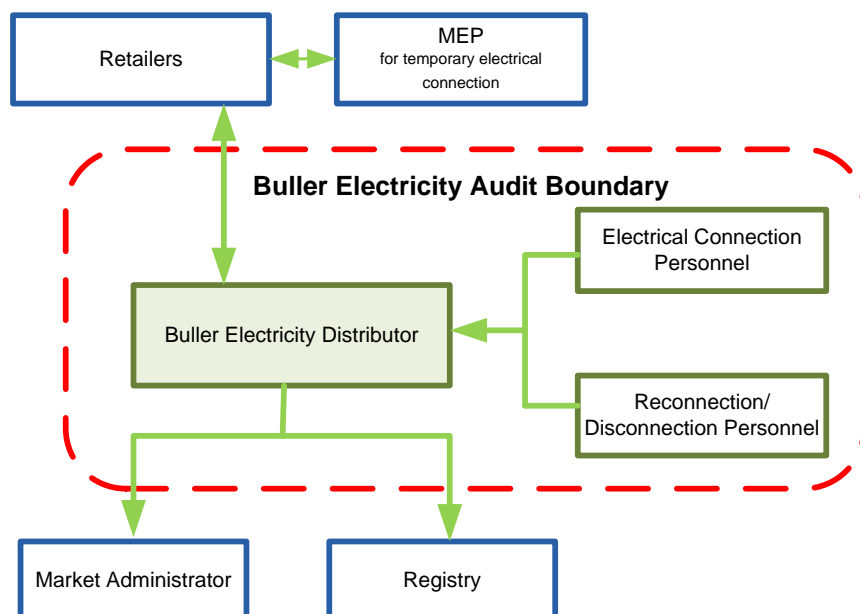 Retailers
MEP
for temporary electrical
connection
Buller Electricity Audit Boundary
Electrical Connection
Personnel
Buller Electricity Distributor
Reconnection/
Disconnection Personnel
Market Administrator
Registry